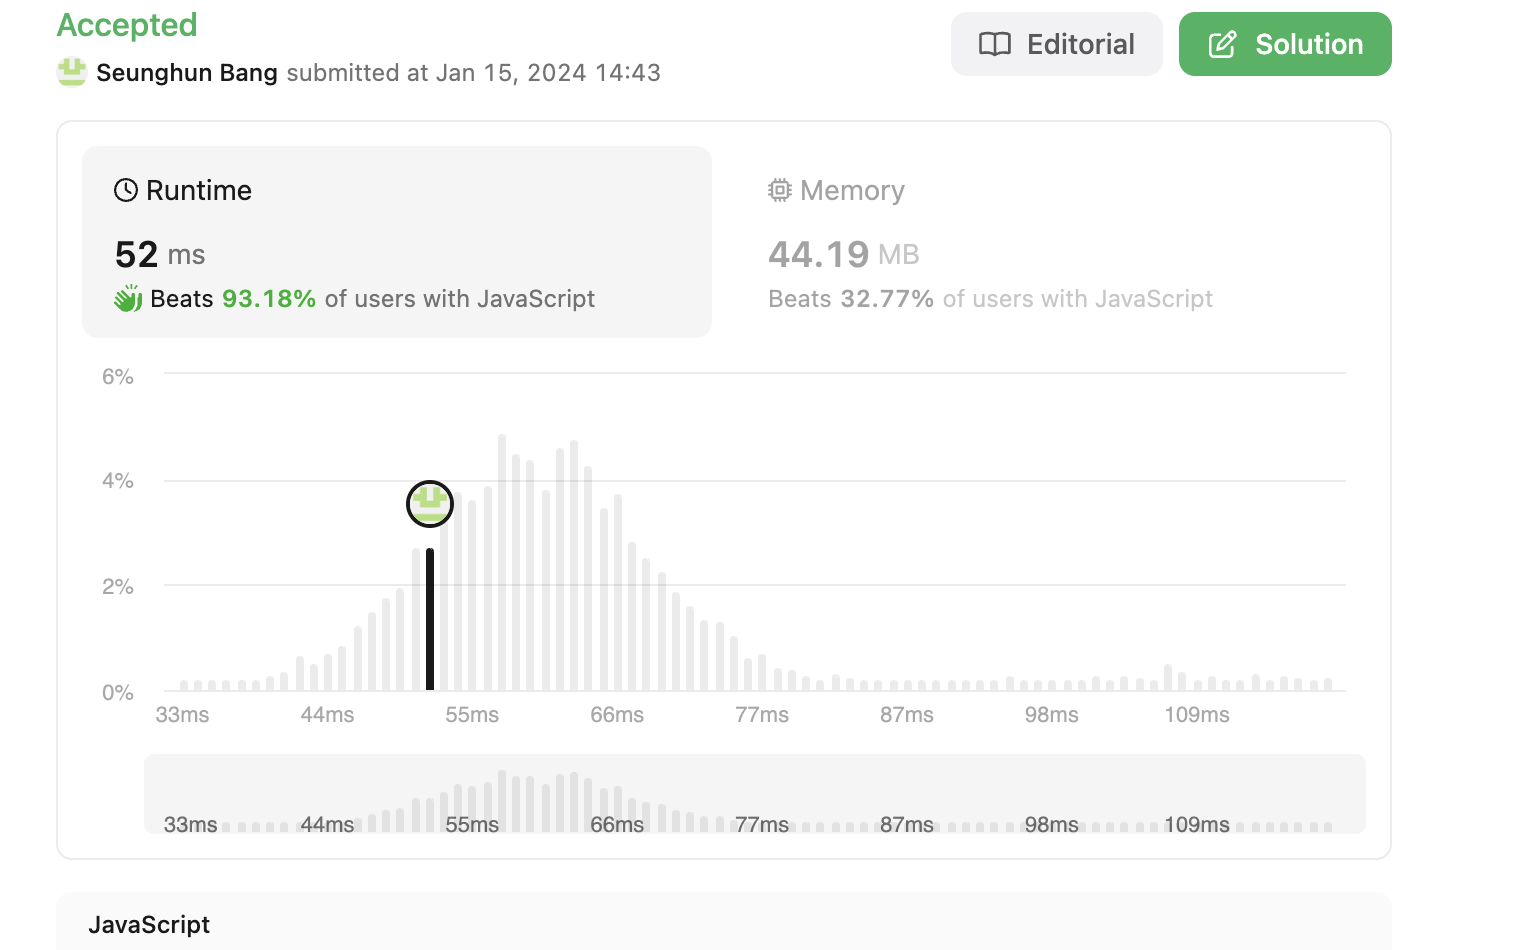 Accepted
Seunghun Bang submitted at Jan 15, 2024 14:43
Editorial
Solution
Runtime
52 ms
Beats 93.18% of users with JavaScript
Memory
44.19 MB
Beats 32.77% of users with JavaScript
6%
4%
2%
0%
33ms 44ms 55ms 66ms 77ms 87ms 98ms 109ms
33ms 44ms 55ms 66ms 77ms 87ms 98ms 109ms
JavaScript